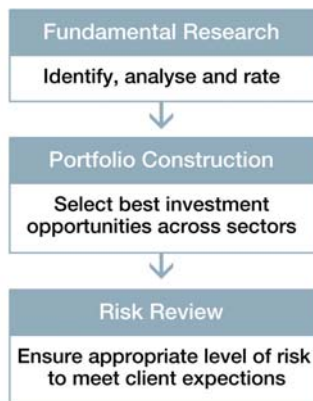 Fundamental Research
Identify, analyse and rate
Portfolio Construction
Select best investment
opportunities across sectors
Risk Review
Ensure appropriate level of risk
to meet client expections